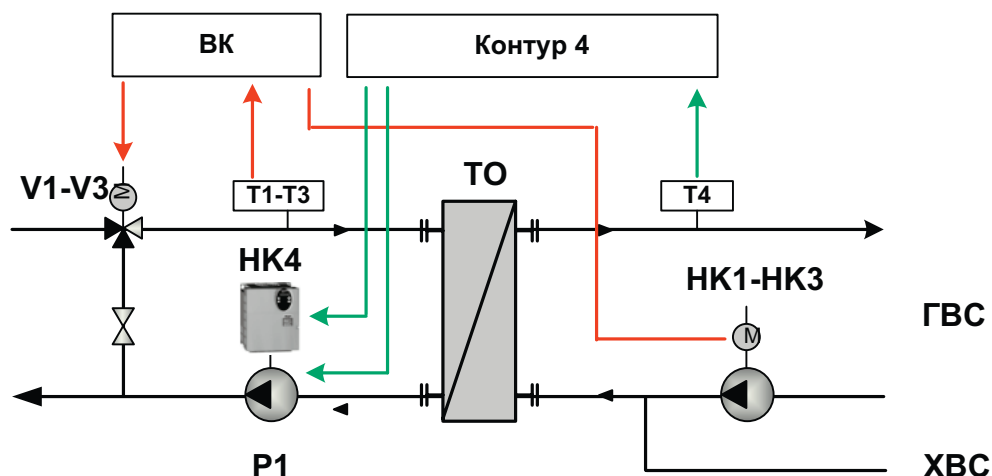 ВК
Контур 4
V1-V3
M
T1-T3
ТО
T4
НК4
НК1-НК3
M
ГВС
P1
ХВС